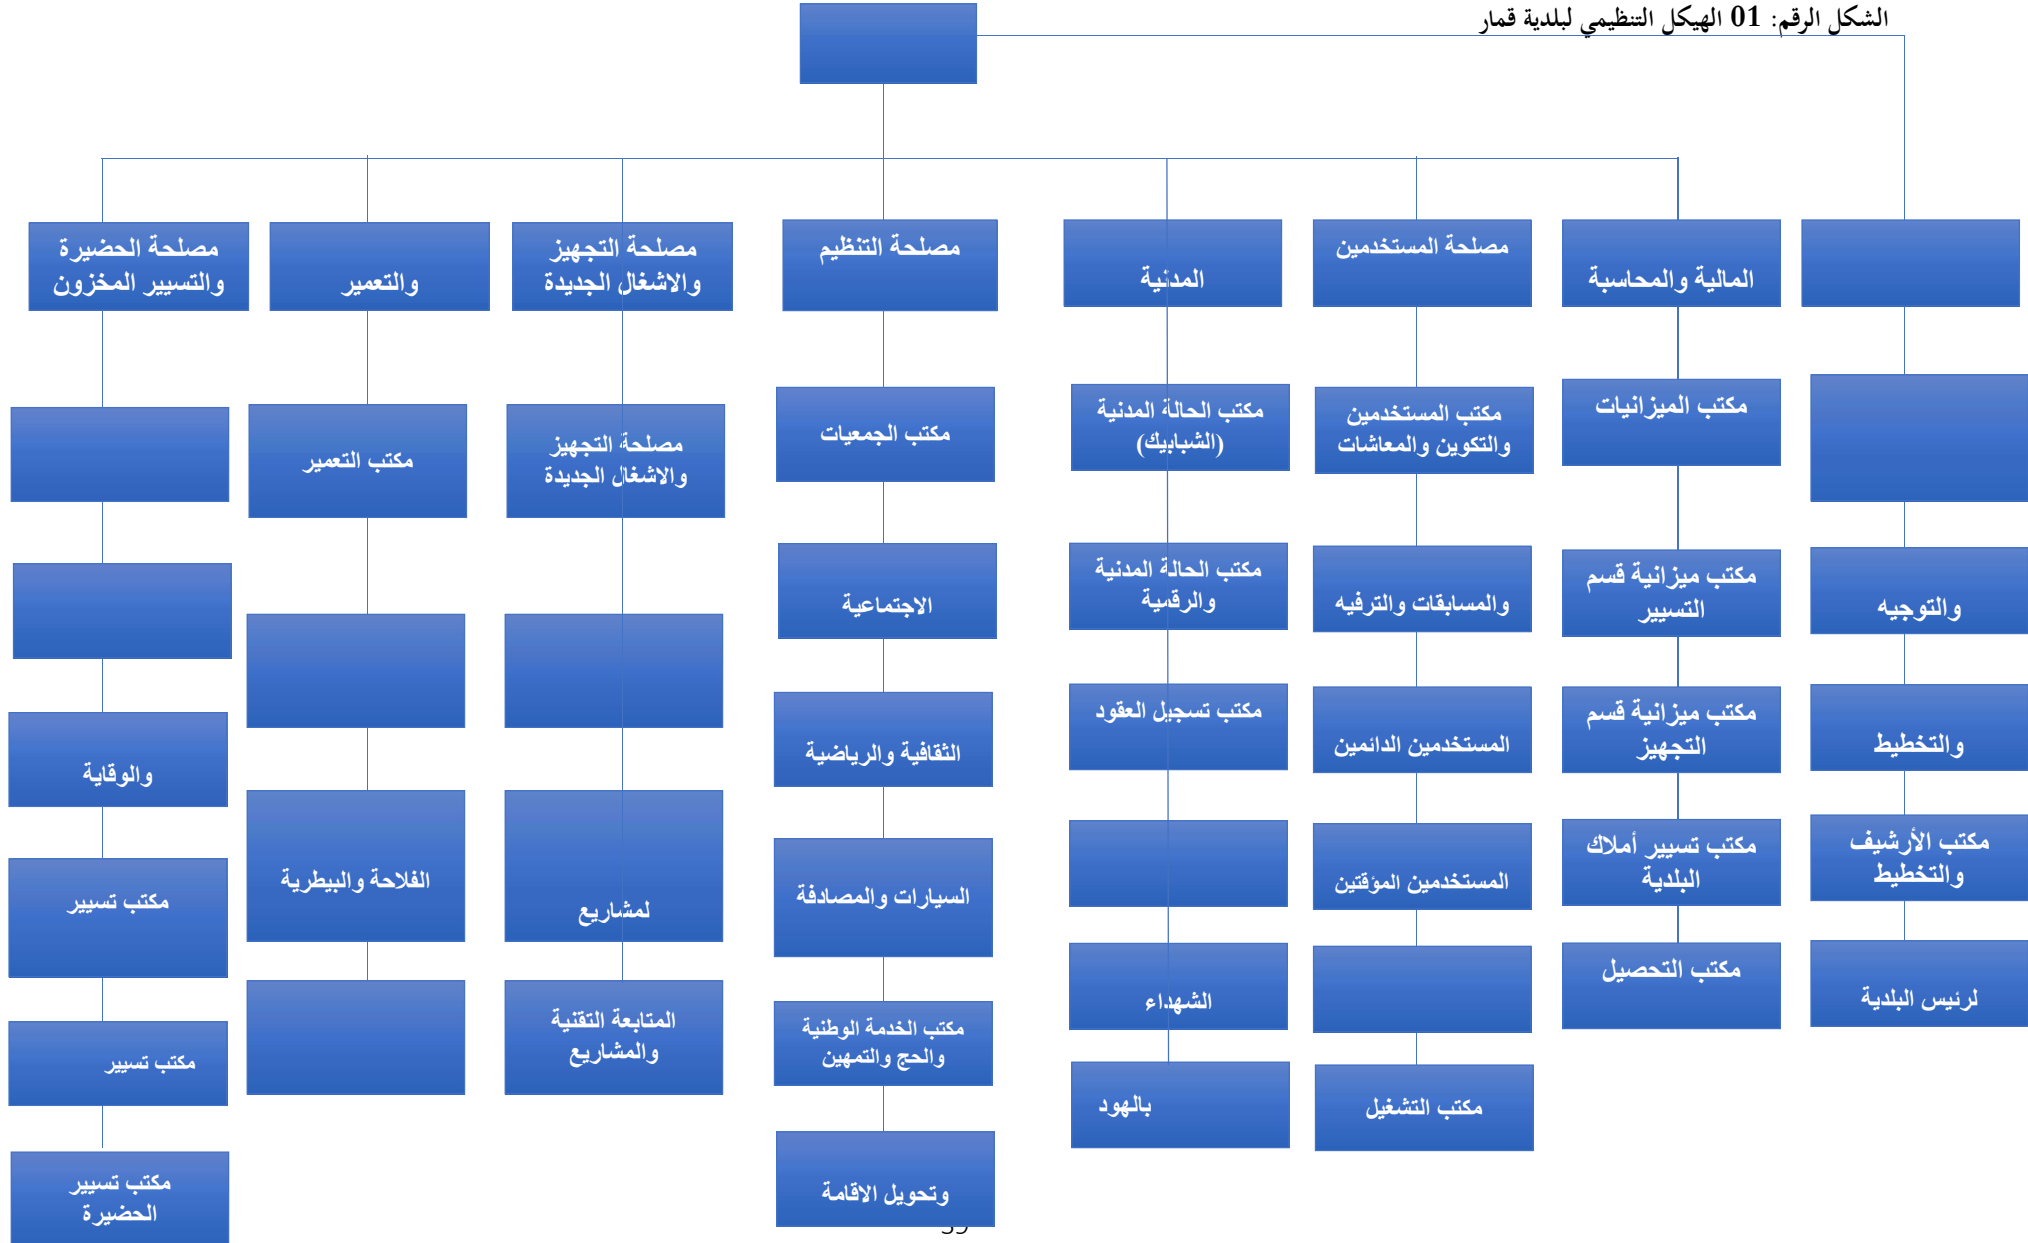 الشكل الرقم: 01 الهيكل التنظيمي لبلدية قمار
المالية والمحاسبة
مصلحة المستخدمين
المدنية
مصلحة التنظيم
مصلحة التجهيز
والاشغال الجديدة
والتعمير
مصلحة الحضيرة
والتسيير المخزون
مكتب الميزانيات
مكتب المستخدمين
والتكوين والمعاشات
مكتب الحالة المدنية
(الشبابيك)
مكتب الجمعيات
مصلحة التجهيز
والاشغال الجديدة
مكتب التعمير
والتوجيه
مكتب ميزانية قسم
التسيير
والمسابقات والترفيه
مكتب الحالة المدنية
والرقمية
الاجتماعية
والتخطيط
مكتب ميزانية قسم
التجهيز
المستخدمين الدائمين
مكتب تسجيل العقود
الثقافية والرياضية
والوقاية
مكتب الأرشيف
والتخطيط
مكتب تسيير أملاك
البلدية
المستخدمين المؤقتين
السيارات والمصادفة
لمشاريع
الفلاحة والبيطرية
مكتب تسيير
لرئيس البلدية
مكتب التحصيل
الشهداء
مكتب الخدمة الوطنية
والحج والتمهين
المتابعة التقنية
والمشاريع
مكتب تسيير
مكتب التشغيل
بالهود
وتحويل الاقامة
مكتب تسيير
الحضيرة